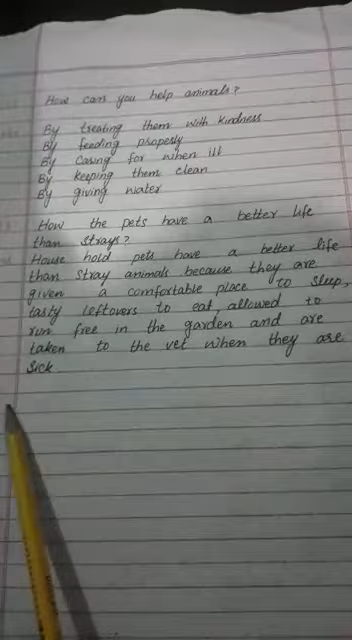 How can you help animals?
By treating them with kindness
By feeding properly
By caring for when ill
By keeping them clean
By giving water
How the pets have a better life
than strays?
House hold pets have a better life
than stray animals because they are
given a comfortable place to sleep,
tasty leftovers to eat, allowed to
run free in the garden and are
taken to the vet when they are
sick